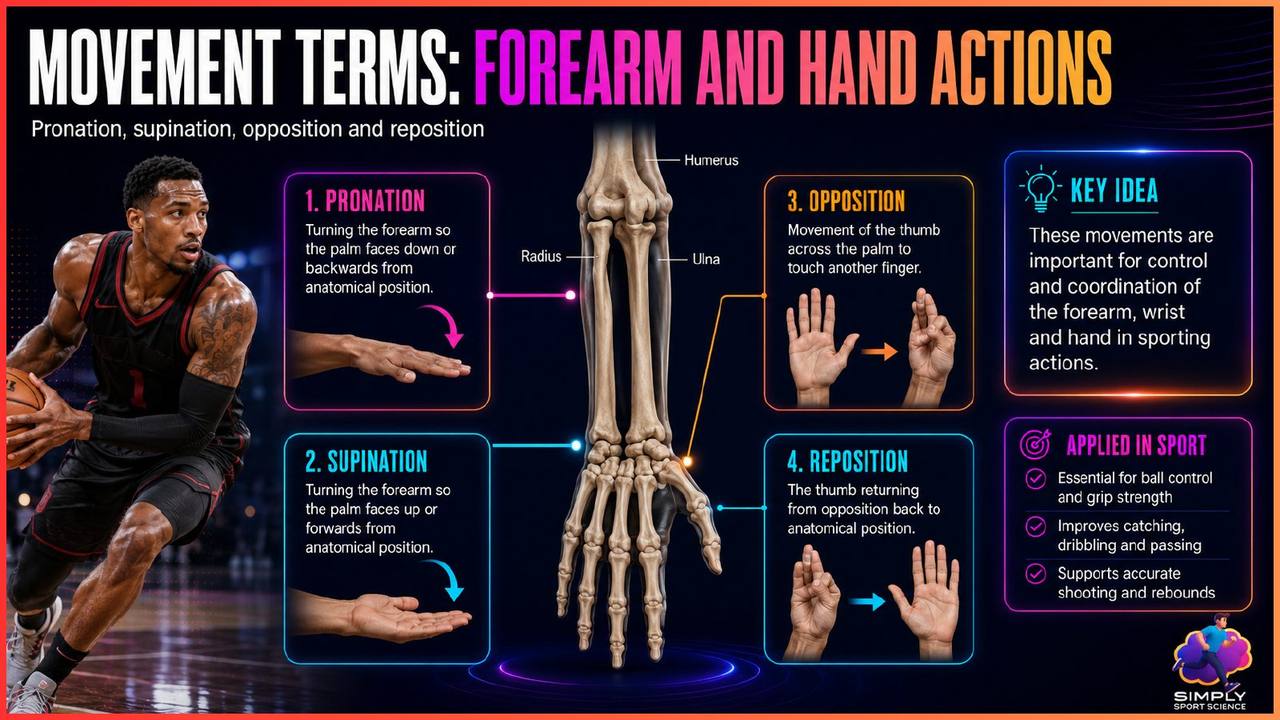 MOVEMENT TERMS: FOREARM AND HAND ACTIONS
Pronation, supination, opposition and reposition
1. PRONATION
Turning the forearm so
the palm faces down or
backwards from
anatomical position.
2. SUPINATION
Turning the forearm so
the palm faces up or
forwards from
anatomical position.
Humerus
Radius
Ulna
3. OPPOSITION
Movement of the thumb
across the palm to
touch another finger.
4. REPOSITION
The thumb returning
from opposition back to
anatomical position.
KEY IDEA
These movements are
important for control
and coordination of
the forearm, wrist
and hand in sporting
actions.
APPLIED IN SPORT
Essential for ball control
and grip strength
Improves catching,
dribbling and passing
Supports accurate
shooting and rebounds
1
SIMPLY
SPORT SCIENCE